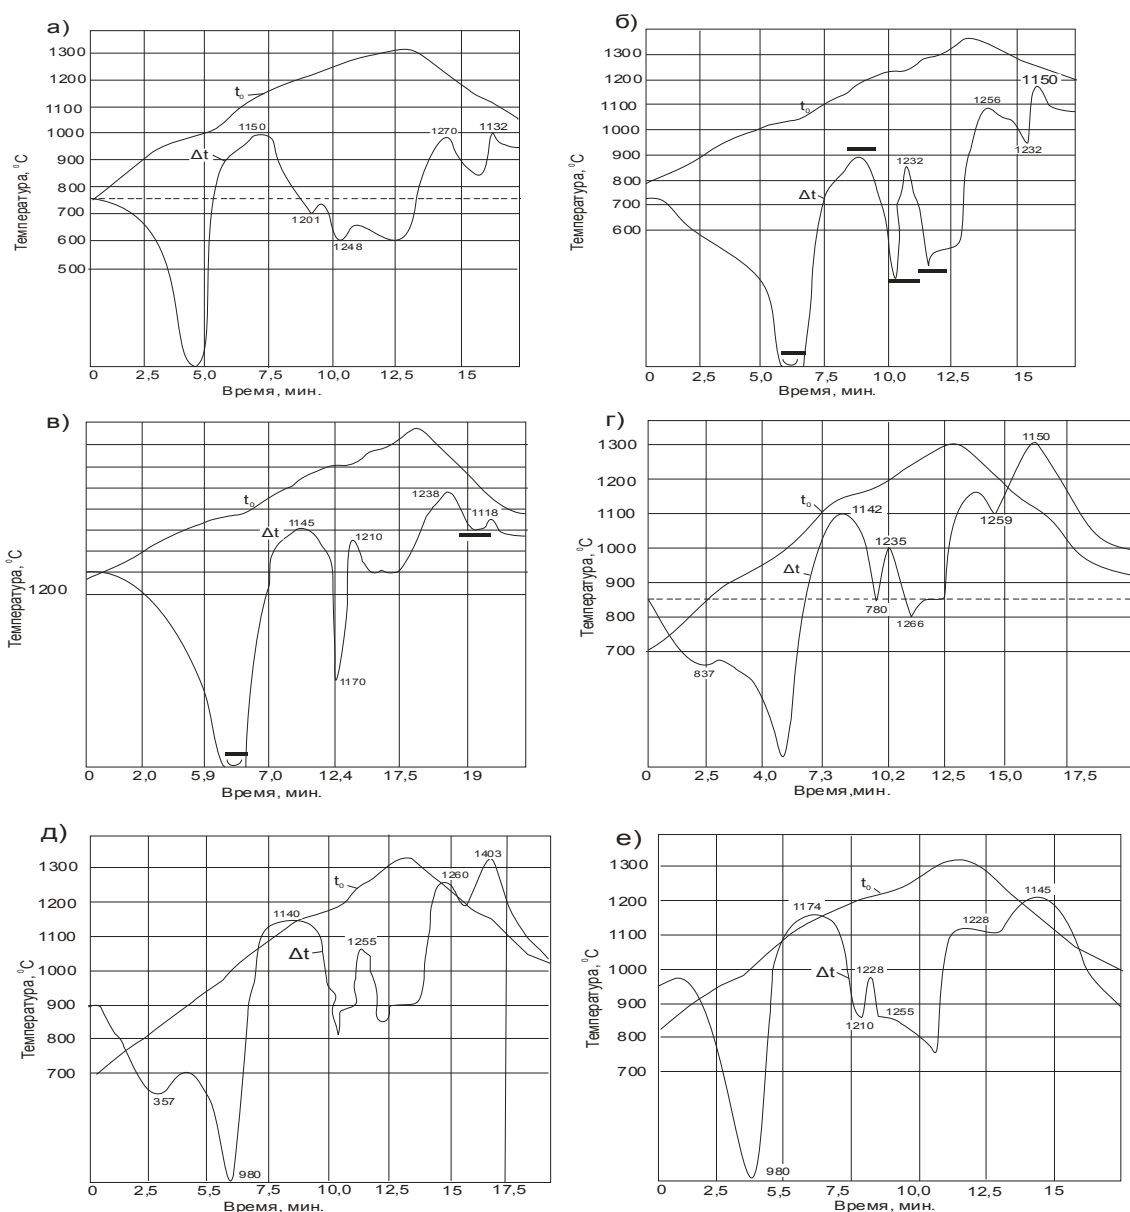 а)
1300
1200
1100
1000
900
800
700
600
500
Температура, ⁰С
t₀
Δt
1150
1201
1248
1270
1132
0 2,5 5,0 7,5 10,0 12,5 15
Время, мин.
б)
1300
1200
1100
1000
900
800
700
600
Температура, ⁰С
t₀
Δt
1232
1256
1232
1150
0 2,5 5,0 7,5 10,0 12,5 15
Время, мин.
в)
1200
Температура, ⁰С
t₀
Δt
1145
1170
1210
1238
1118
0 2,0 5,9 7,0 12,4 17,5 19
Время, мин.
г)
1300
1200
1100
1000
900
800
700
Температура, ⁰С
t₀
Δt
837
1142
780
1235
1266
1259
1150
0 2,5 4,0 7,3 10,2 12,5 15,0 17,5
Время,мин.
д)
1300
1200
1100
1000
900
800
700
Температура, ⁰С
t₀
Δt
357
980
1140
1255
1260
1403
0 2,5 5,5 7,5 10,0 12,5 15 17,5
Время, мин.
е)
1300
1200
1100
1000
900
800
700
Температура, ⁰С
t₀
Δt
980
1174
1210
1228
1255
1228
1145
0 2,5 5,5 7,5 10,0 12,5 15
Время, мин.